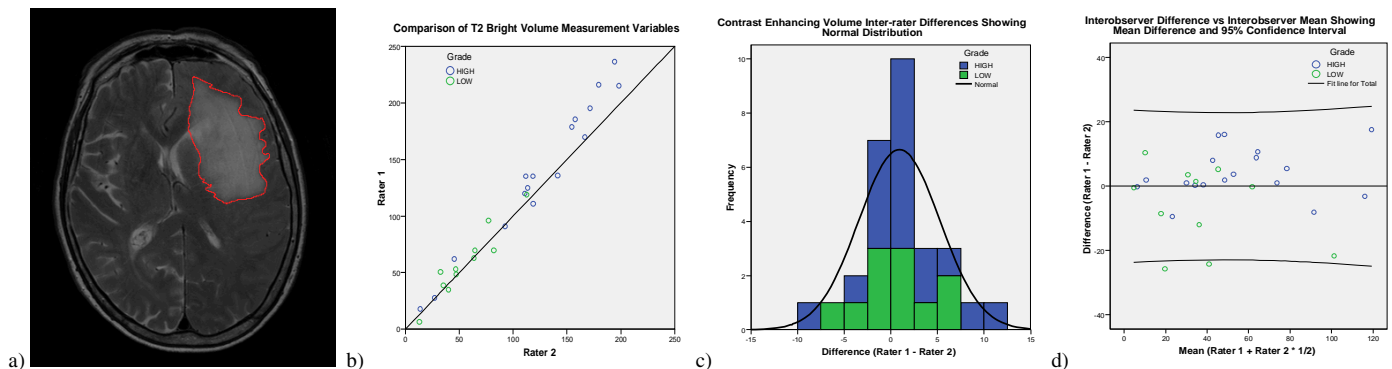 a)
b)
Comparison of T2 Bright Volume Measurement Variables
Grade
HIGH
LOW
250
200
150
100
50
0
Rater 1
0 50 100 150 200 250
Rater 2
c)
Contrast Enhancing Volume Inter-rater Differences Showing
Normal Distribution
Grade
HIGH
LOW
Normal
10
8
6
4
2
0
Frequency
-15 -10 -5 0 5 10 15
Difference (Rater 1 - Rater 2)
d)
Interobserver Difference vs Interobserver Mean Showing
Mean Difference and 95% Confidence Interval
Grade
HIGH
LOW
Fit line for Total
40
20
0
-20
-40
Difference (Rater 1 - Rater 2)
0 20 40 60 80 100 120
Mean (Rater 1 + Rater 2 * 1/2)